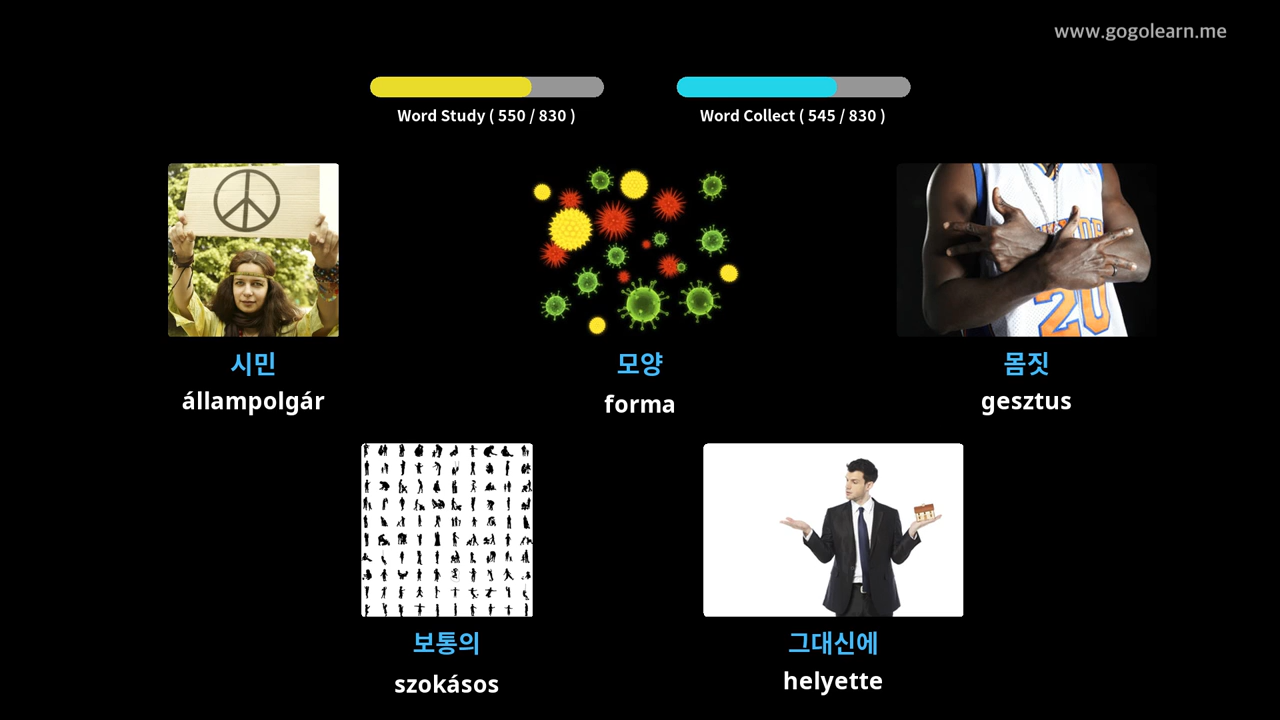 www.gogolearn.me
Word Study ( 550 / 830 )
Word Collect ( 545 / 830 )
20
시민
모양
몸짓
állampolgár
forma
gesztus
보통의
그대신에
szokásos
helyette